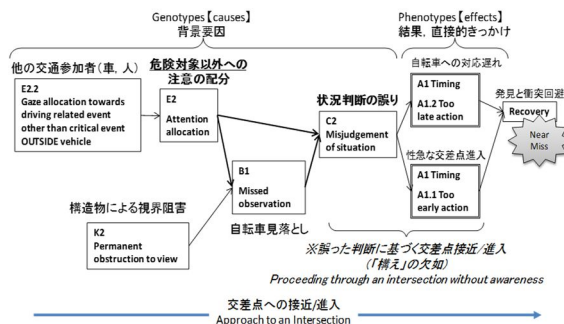 Genotypes【causes】
背景要因
Phenotypes【effects】
結果，直接的きっかけ
他の交通参加者（車，人）
E2.2
Gaze allocation towards
driving related event
other than critical event
OUTSIDE vehicle
危険対象以外への
注意の配分
E2
Attention
allocation
状況判断の誤り
C2
Misjudgement
of situation
自転車への対応遅れ
A1 Timing
A1.2 Too
late action
発見と衝突回避
Recovery
Near
Miss
性急な交差点進入
A1 Timing
A1.1 Too
early action
B1
Missed
observation
自転車見落とし
構造物による視界阻害
K2
Permanent
obstruction to view
※誤った判断に基づく交差点接近/進入
（「構え」の欠如）
Proceeding through an intersection without awareness
交差点への接近/進入
Approach to an Intersection